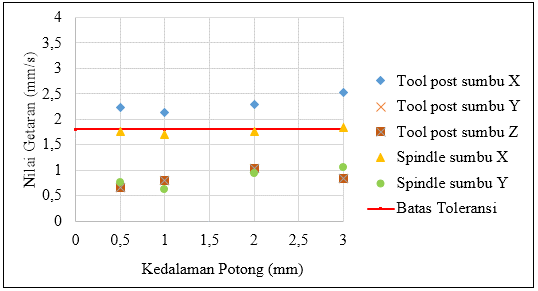 4
3,5
3
2,5
2
1,5
1
0,5
0
Nilai Getaran (mm/s)
0 0,5 1 1,5 2 2,5 3
Kedalaman Potong (mm)
Tool post sumbu X
Tool post sumbu Y
Tool post sumbu Z
Spindle sumbu X
Spindle sumbu Y
Batas Toleransi